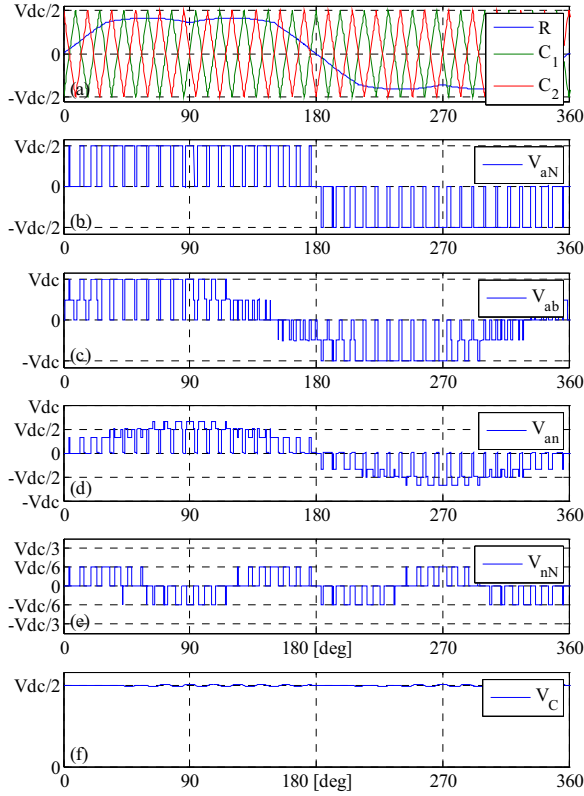 Vdc/2
0
-Vdc/2
(a)
R
C1
C2
0 90 180 270 360
Vdc/2
0
-Vdc/2
(b)
VaN
0 90 180 270 360
Vdc
0
-Vdc
(c)
Vab
0 90 180 270 360
Vdc
Vdc/2
0
-Vdc/2
-Vdc
(d)
Van
0 90 180 270 360
Vdc/3
Vdc/6
0
-Vdc/6
-Vdc/3
(e)
VnN
0 90 180 [deg] 270 360
Vdc/2
(f)
VC
0 90 180 [deg] 270 360